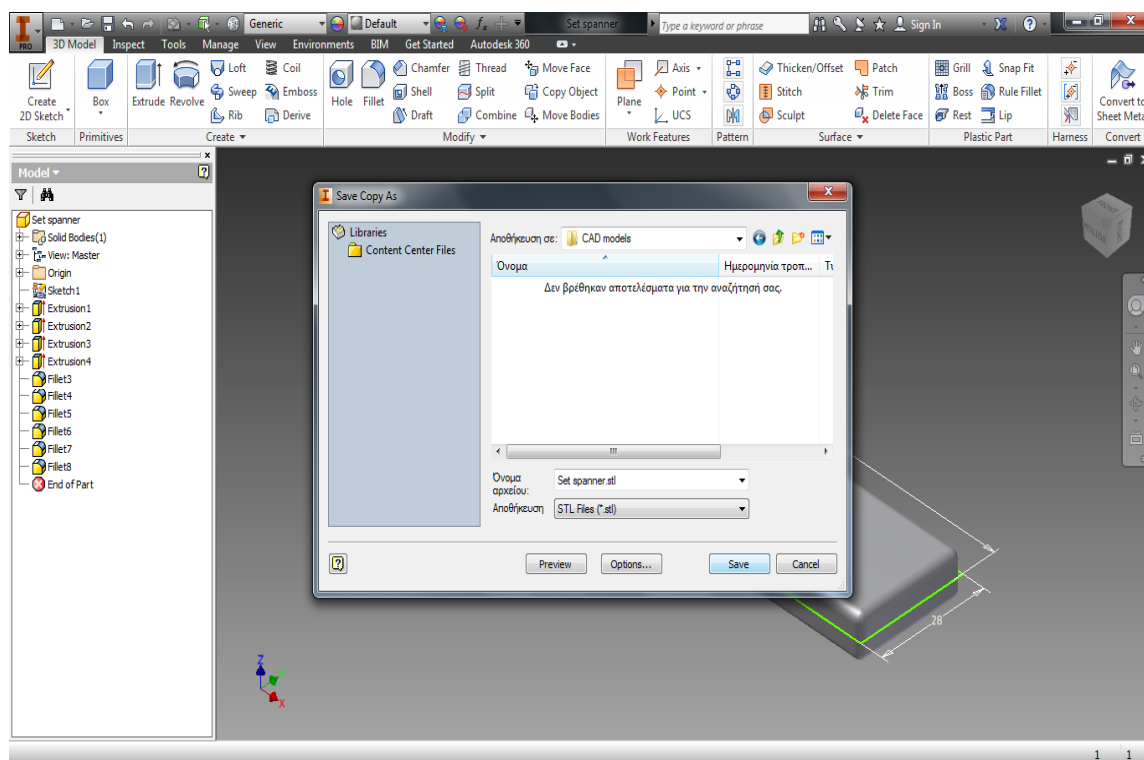 PRO
Generic
Default
Set spanner
Type a keyword or phrase
Sign In
3D Model Inspect Tools Manage View Environments BIM Get Started Autodesk 360
Create 2D Sketch
Box
Extrude Revolve
Loft Coil
Sweep Emboss
Rib Derive
Hole Fillet
Chamfer Thread Move Face
Shell Split Copy Object
Draft Combine Move Bodies
Plane
Axis
Point
UCS
Thicken/Offset Patch
Stitch Trim
Sculpt Delete Face
Grill Snap Fit
Boss Rule Fillet
Rest Lip
Convert to
Sheet Meta
Sketch Primitives Create Modify Work Features Pattern Surface Plastic Part Harness Convert
Model
Set spanner
Solid Bodies(1)
View: Master
Origin
Sketch1
Extrusion1
Extrusion2
Extrusion3
Extrusion4
Fillet3
Fillet4
Fillet5
Fillet6
Fillet7
Fillet8
End of Part
Save Copy As
Libraries
Content Center Files
Αποθήκευση σε: CAD models
Όνομα Ημερομηνία τροπ...
Δεν βρέθηκαν αποτελέσματα για την αναζήτησή σας.
Όνομα αρχείου: Set spanner.stl
Αποθήκευση STL Files (*.stl)
Preview Options... Save Cancel
28
Z
Y
X
FRONT
1 1